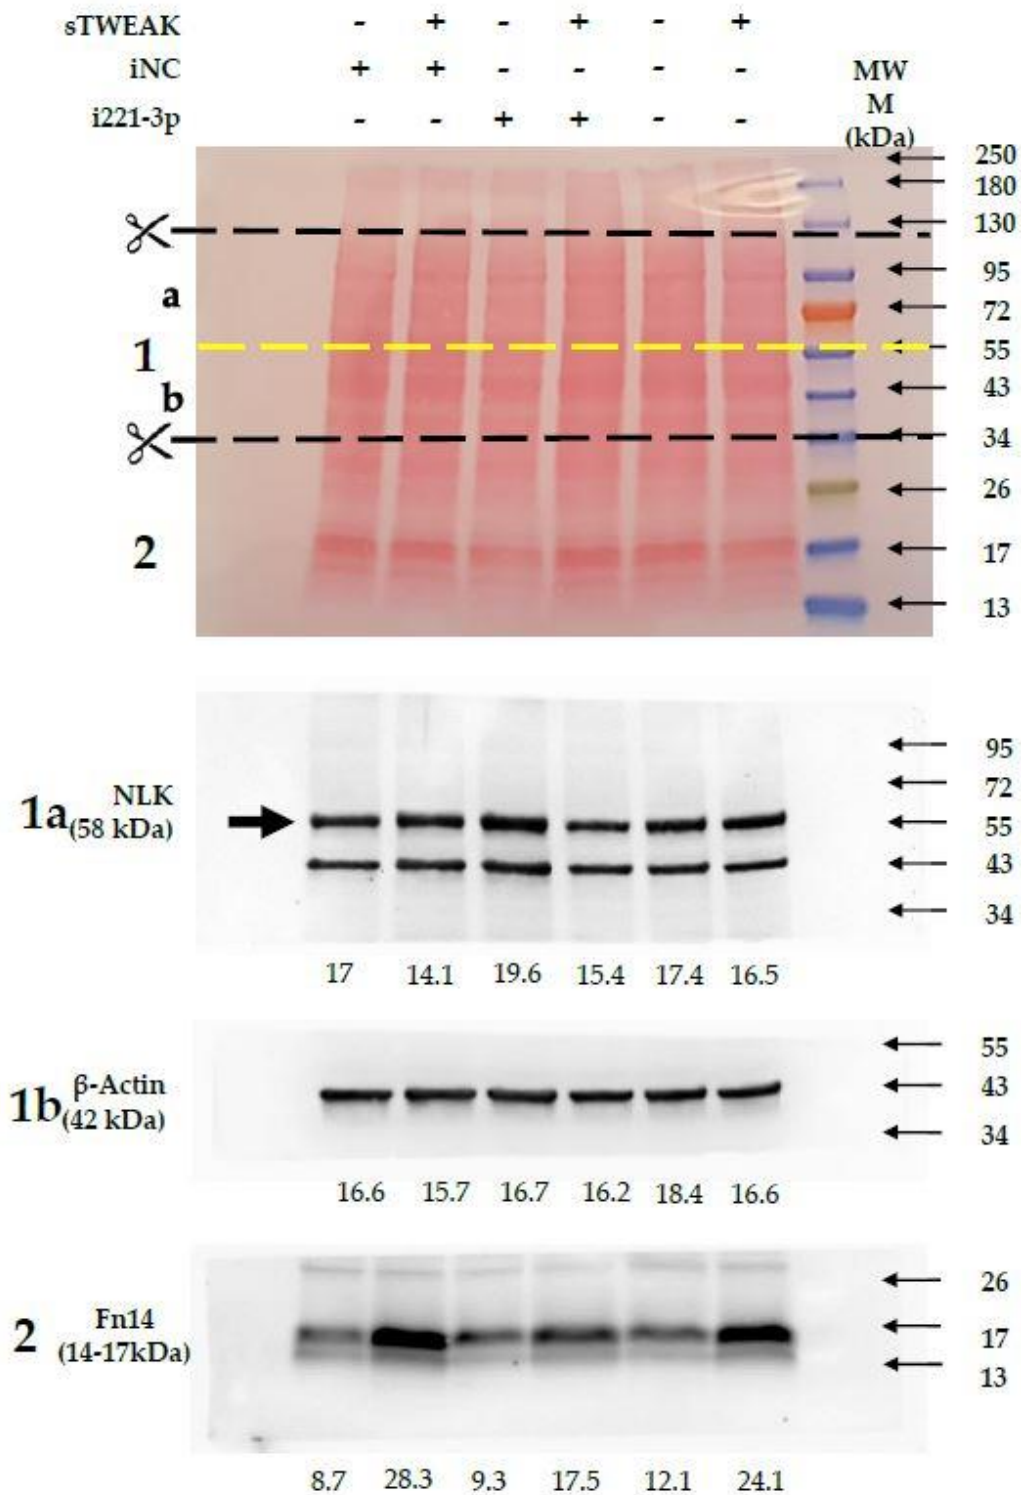 sTWEAK - + - + - +
iNC + + - - - -
i221-3p - - + + - -
MW
M
(kDa)
250
180
130
a
95
72
1
55
b
43
34
26
2
17
13
95
72
1a NLK
(58 kDa)
55
43
34
17 14.1 19.6 15.4 17.4 16.5
55
1b β-Actin
(42 kDa)
43
34
16.6 15.7 16.7 16.2 18.4 16.6
26
2 Fn14
(14-17kDa)
17
13
8.7 28.3 9.3 17.5 12.1 24.1